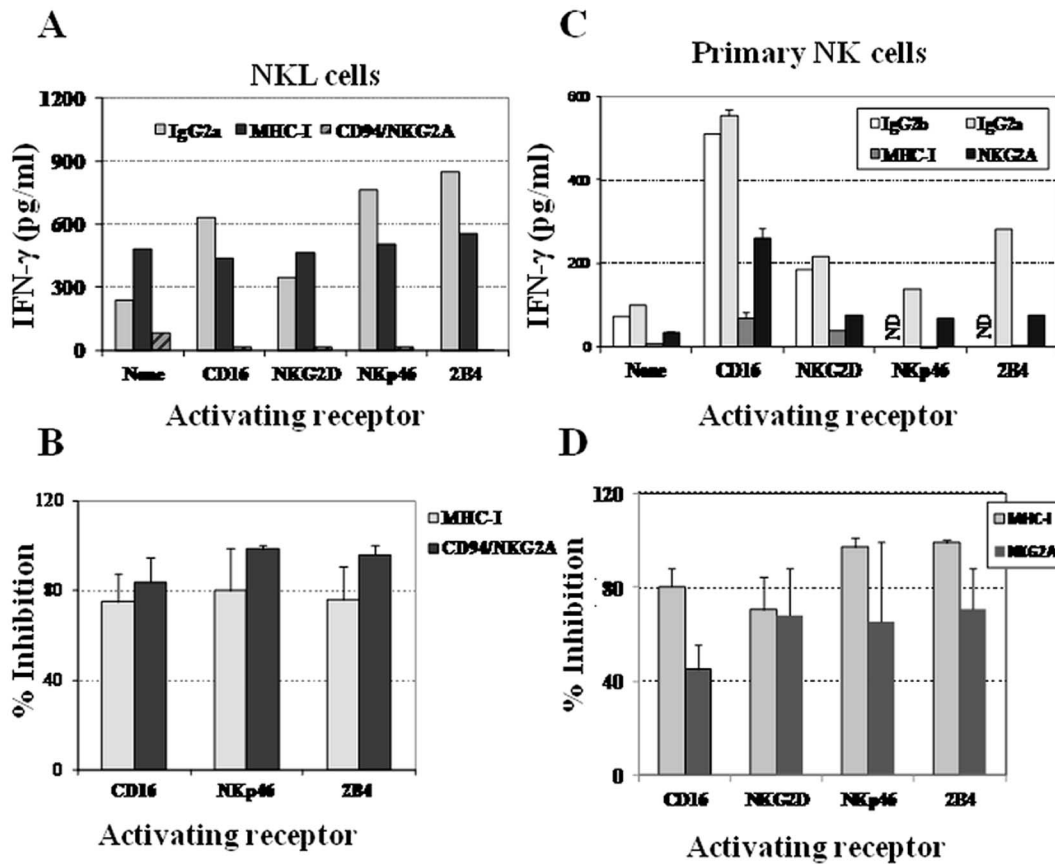 A
NKL cells
IFN-γ (pg/ml)
1200
900
600
300
0
IgG2a MHC-I CD94/NKG2A
None CD16 NKG2D NKp46 2B4
Activating receptor
B
% Inhibition
120
80
40
0
MHC-I
CD94/NKG2A
CD16 NKp46 2B4
Activating receptor
C
Primary NK cells
IFN-γ (pg/ml)
600
400
200
0
IgG2b IgG2a
MHC-I NKG2A
ND ND
None CD16 NKG2D NKp46 2B4
Activating receptor
D
% Inhibition
120
80
40
0
MHC-I
NKG2A
CD16 NKG2D NKp46 2B4
Activating receptor